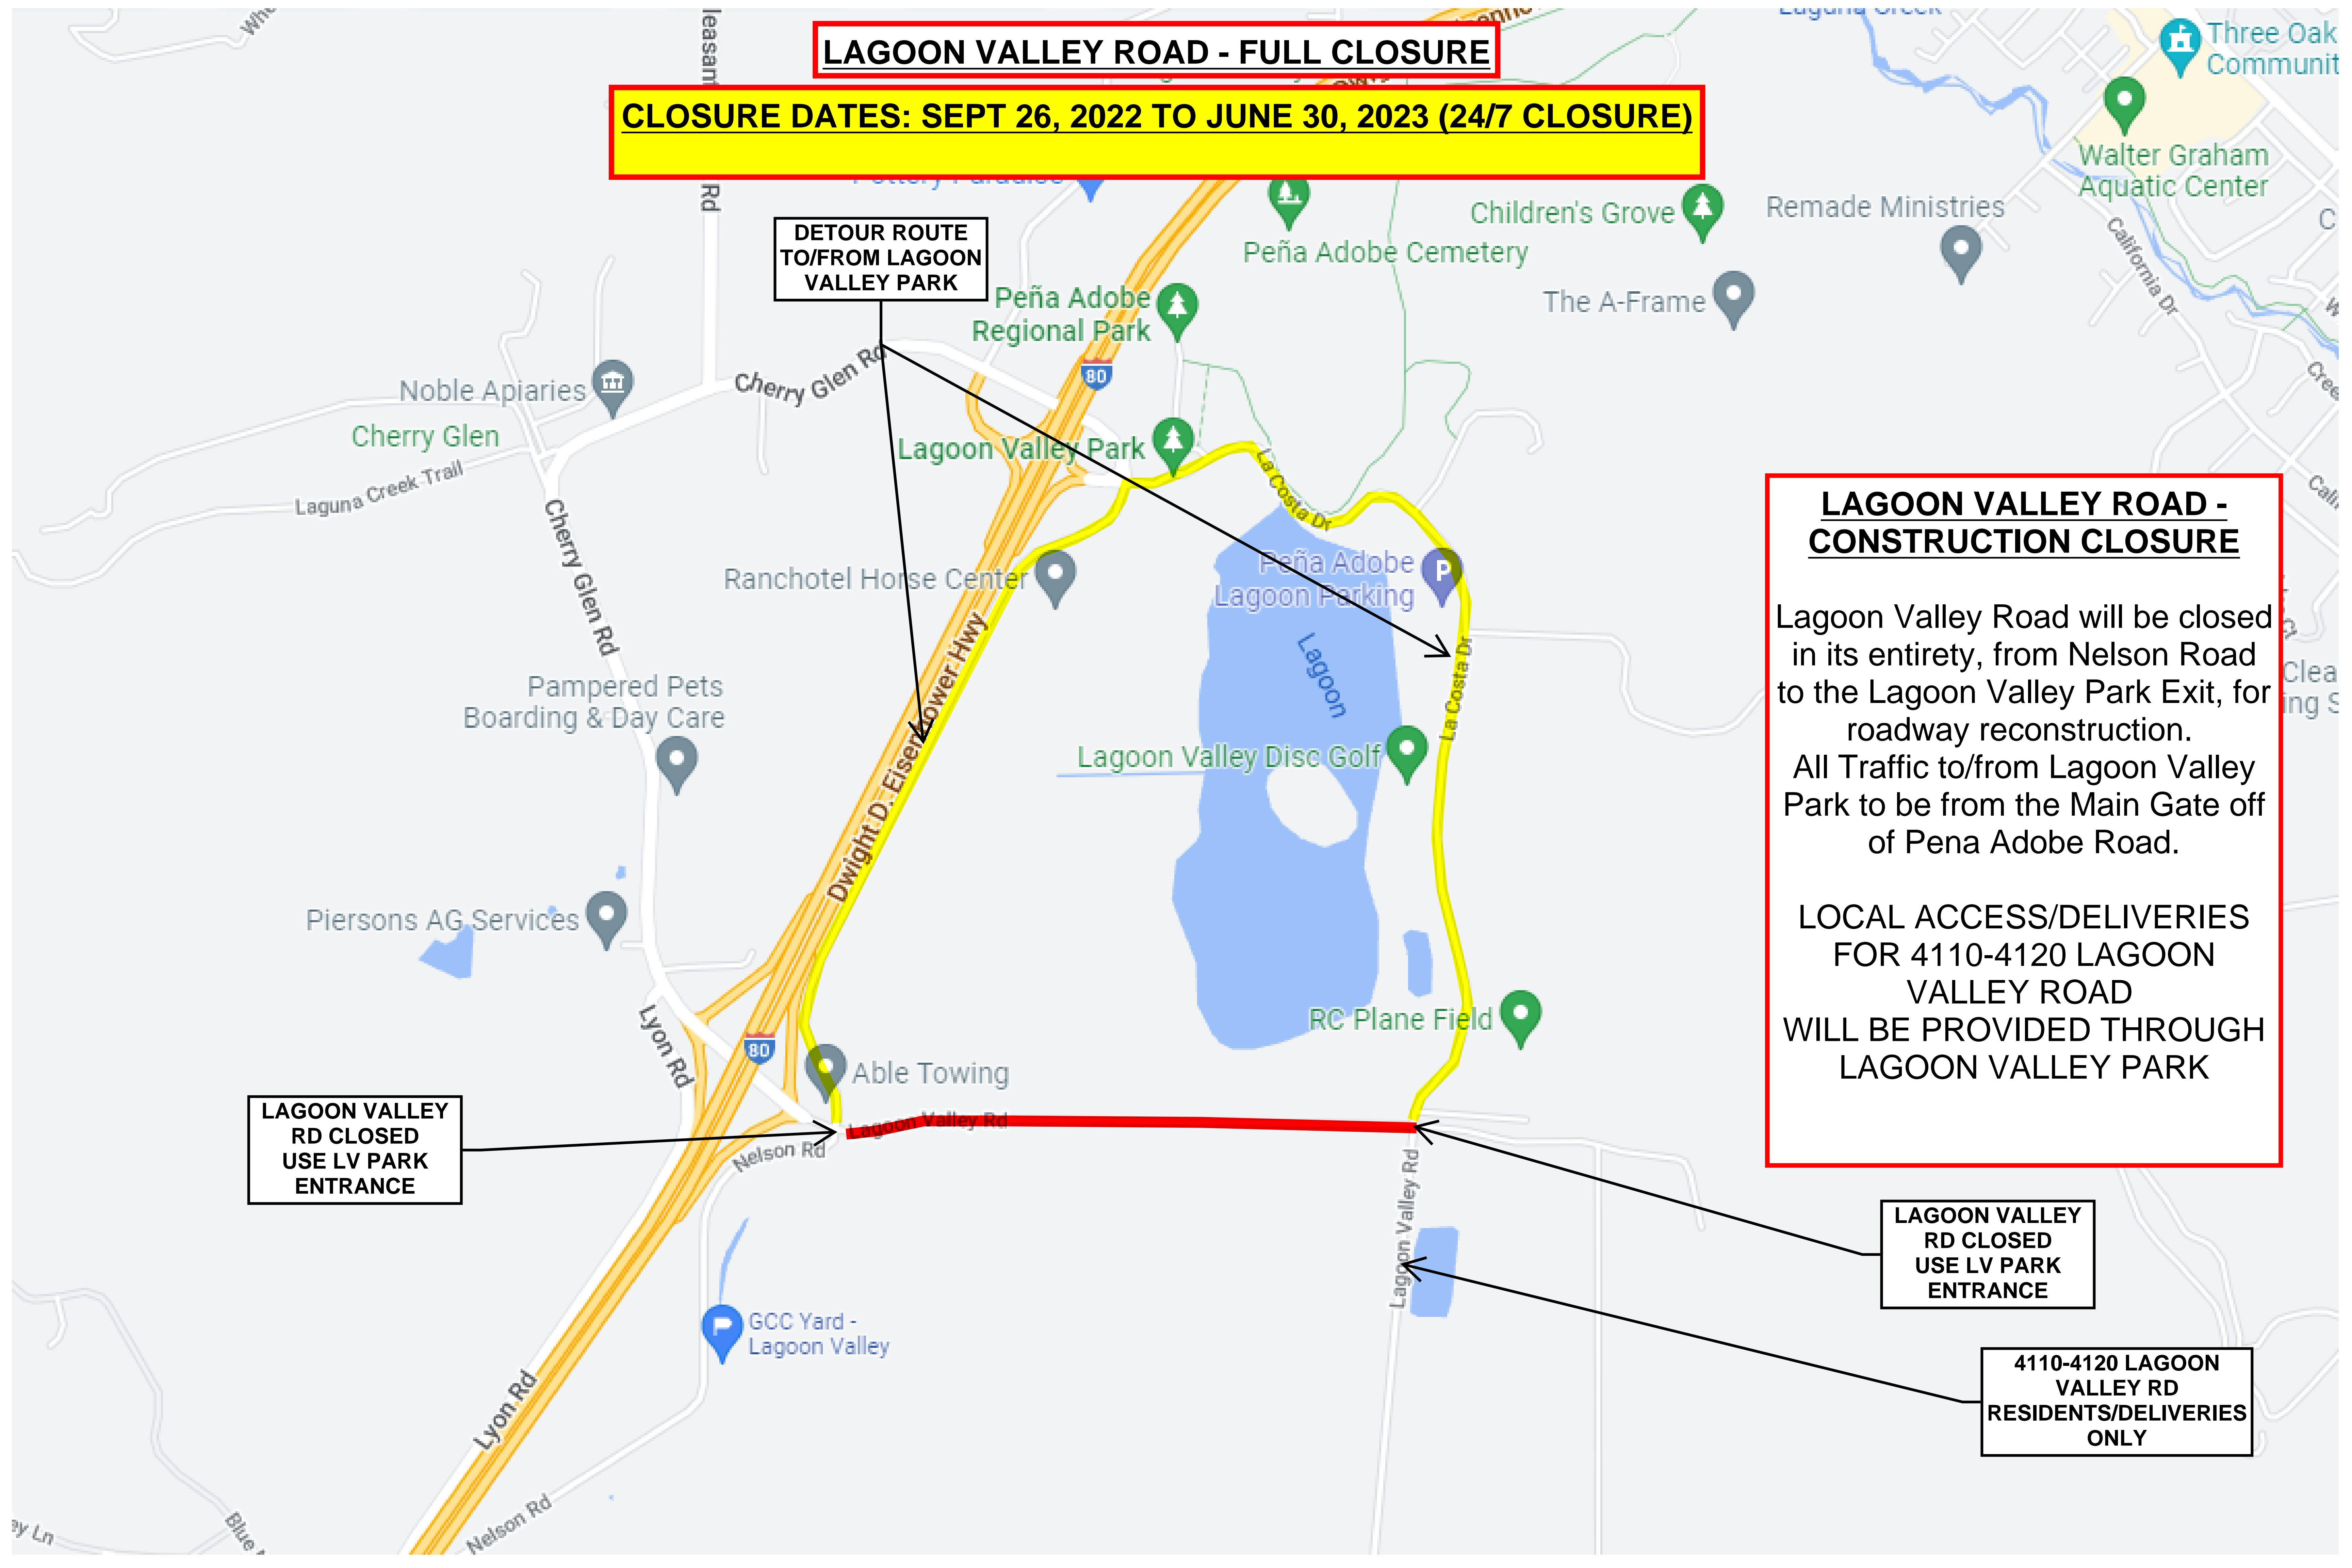 LAGOON VALLEY ROAD - FULL CLOSURE
CLOSURE DATES: SEPT 26, 2022 TO JUNE 30, 2023 (24/7 CLOSURE)
Laguna Creek
Three Oak
Communit
Walter Graham
Aquatic Center
Rd
Children's Grove
Remade Ministries
Peña Adobe Cemetery
California Dr
DETOUR ROUTE
TO/FROM LAGOON
VALLEY PARK
Peña Adobe
Regional Park
The A-Frame
80
Cherry Glen Rd
Noble Apiaries
Cherry Glen
Laguna Creek Trail
Lagoon Valley Park
La Costa Dr
Cherry Glen Rd
Ranchotel Horse Center
Peña Adobe
Lagoon Parking
P
Lagoon
La Costa Dr
Pampered Pets
Boarding & Day Care
Dwight D. Eisenhower Hwy
Lagoon Valley Disc Golf
Piersons AG Services
RC Plane Field
Lyon Rd
80
Able Towing
Lagoon Valley Rd
Nelson Rd
LAGOON VALLEY
RD CLOSED
USE LV PARK
ENTRANCE
Lagoon Valley Rd
GCC Yard -
Lagoon Valley
Lyon Rd
Nelson Rd
ey Ln
Blue
LAGOON VALLEY ROAD -
CONSTRUCTION CLOSURE
Lagoon Valley Road will be closed
in its entirety, from Nelson Road
to the Lagoon Valley Park Exit, for
roadway reconstruction.
All Traffic to/from Lagoon Valley
Park to be from the Main Gate off
of Pena Adobe Road.
LOCAL ACCESS/DELIVERIES
FOR 4110-4120 LAGOON
VALLEY ROAD
WILL BE PROVIDED THROUGH
LAGOON VALLEY PARK
Clea
ng S
LAGOON VALLEY
RD CLOSED
USE LV PARK
ENTRANCE
4110-4120 LAGOON
VALLEY RD
RESIDENTS/DELIVERIES
ONLY